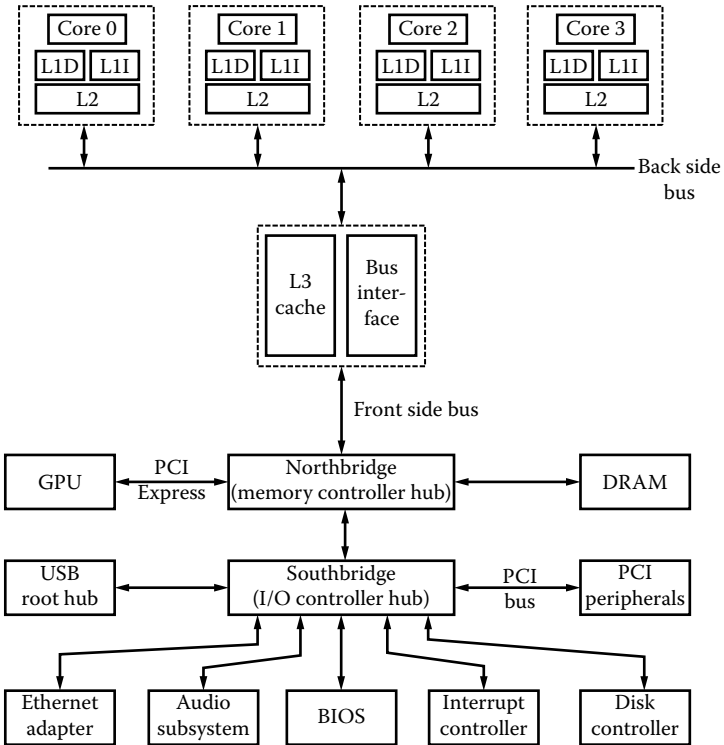 Core 0
Core 1
Core 2
Core 3
L1D
L1I
L1D
L1I
L1D
L1I
L1D
L1I
L2
L2
L2
L2
Back side
bus
L3
cache
Bus
inter-
face
Front side bus
GPU
PCI
Express
Northbridge
(memory controller hub)
DRAM
USB
root hub
Southbridge
(I/O controller hub)
PCI
bus
PCI
peripherals
Ethernet
adapter
Audio
subsystem
BIOS
Interrupt
controller
Disk
controller